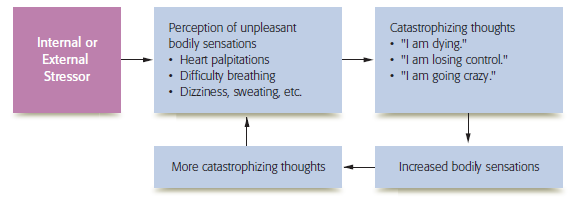 Internal or
External
Stressor
Perception of unpleasant
bodily sensations
• Heart palpitations
• Difficulty breathing
• Dizziness, sweating, etc.
Catastrophizing thoughts
• "I am dying."
• "I am losing control."
• "I am going crazy."
More catastrophizing thoughts
Increased bodily sensations